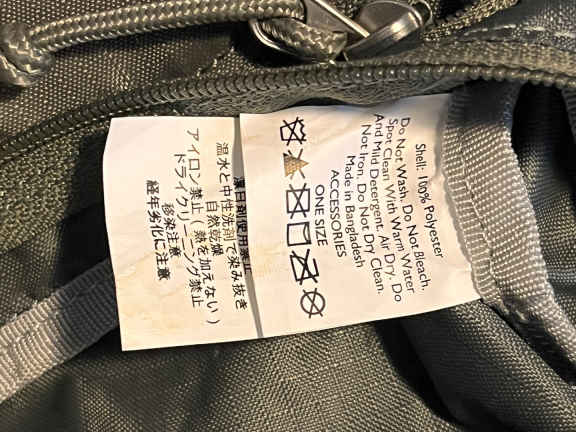 Shell: 100% Polyester
Do Not Wash. Do Not Bleach.
Spot Clean With Warm Water
And Mild Detergent. Air Dry. Do
Not Iron. Do Not Dry Clean.
Made in Bangladesh
ACCESSORIES
ONE SIZE
漂白剤使用禁止
温水と中性洗剤で染み抜き
自然乾燥
アイロン禁止(熱を加えない)
ドライクリーニング禁止
移染注意
経年劣化に注意